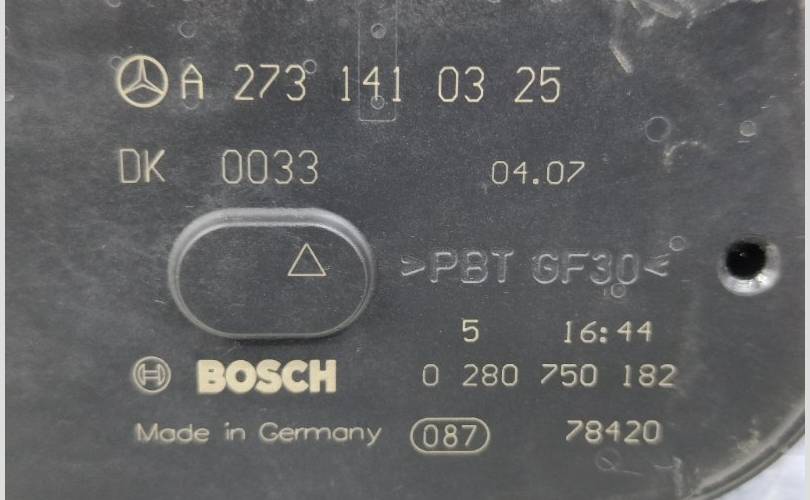 A 273 141 03 25
DK 0033 04.07
>PBT GF30<
5 16:44
BOSCH 0 280 750 182
Made in Germany 087 78420